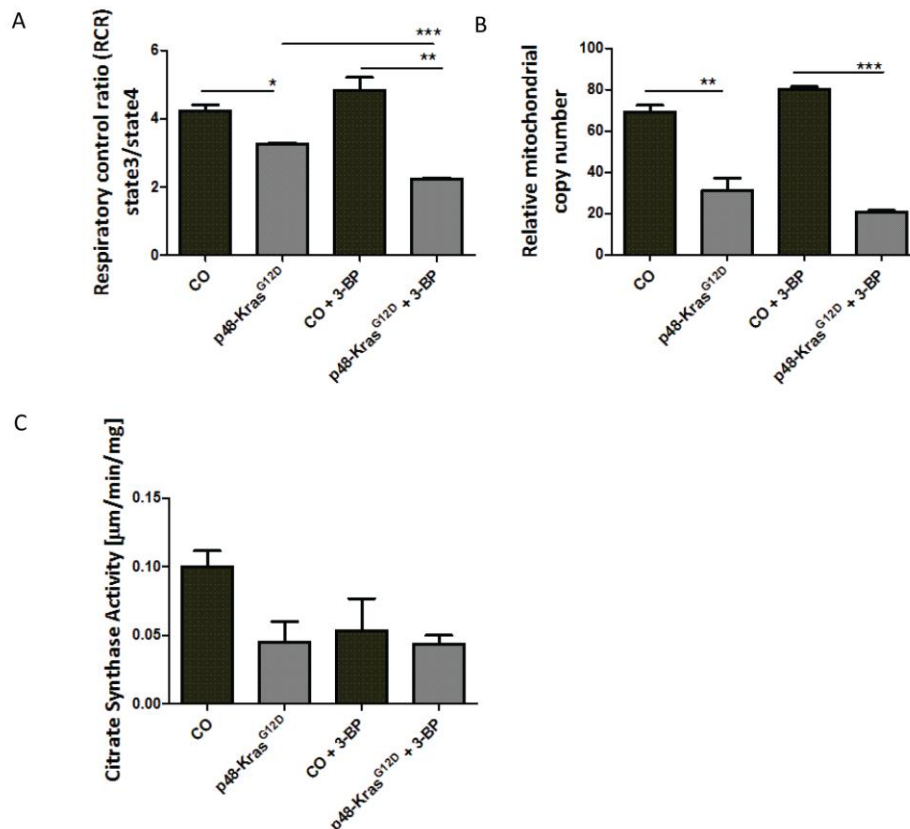 A
Respiratory control ratio (RCR)
state3/state4
6
4
2
0
*
***
**
CO
p48-Kras^G12D
CO + 3-BP
p48-Kras^G12D + 3-BP
B
Relative mitochondrial
copy number
100
80
60
40
20
0
**
***
CO
p48-Kras^G12D
CO + 3-BP
p48-Kras^G12D + 3-BP
C
Citrate Synthase Activity [µm/min/mg]
0.15
0.10
0.05
0.00
CO
p48-Kras^G12D
CO + 3-BP
p48-Kras^G12D + 3-BP